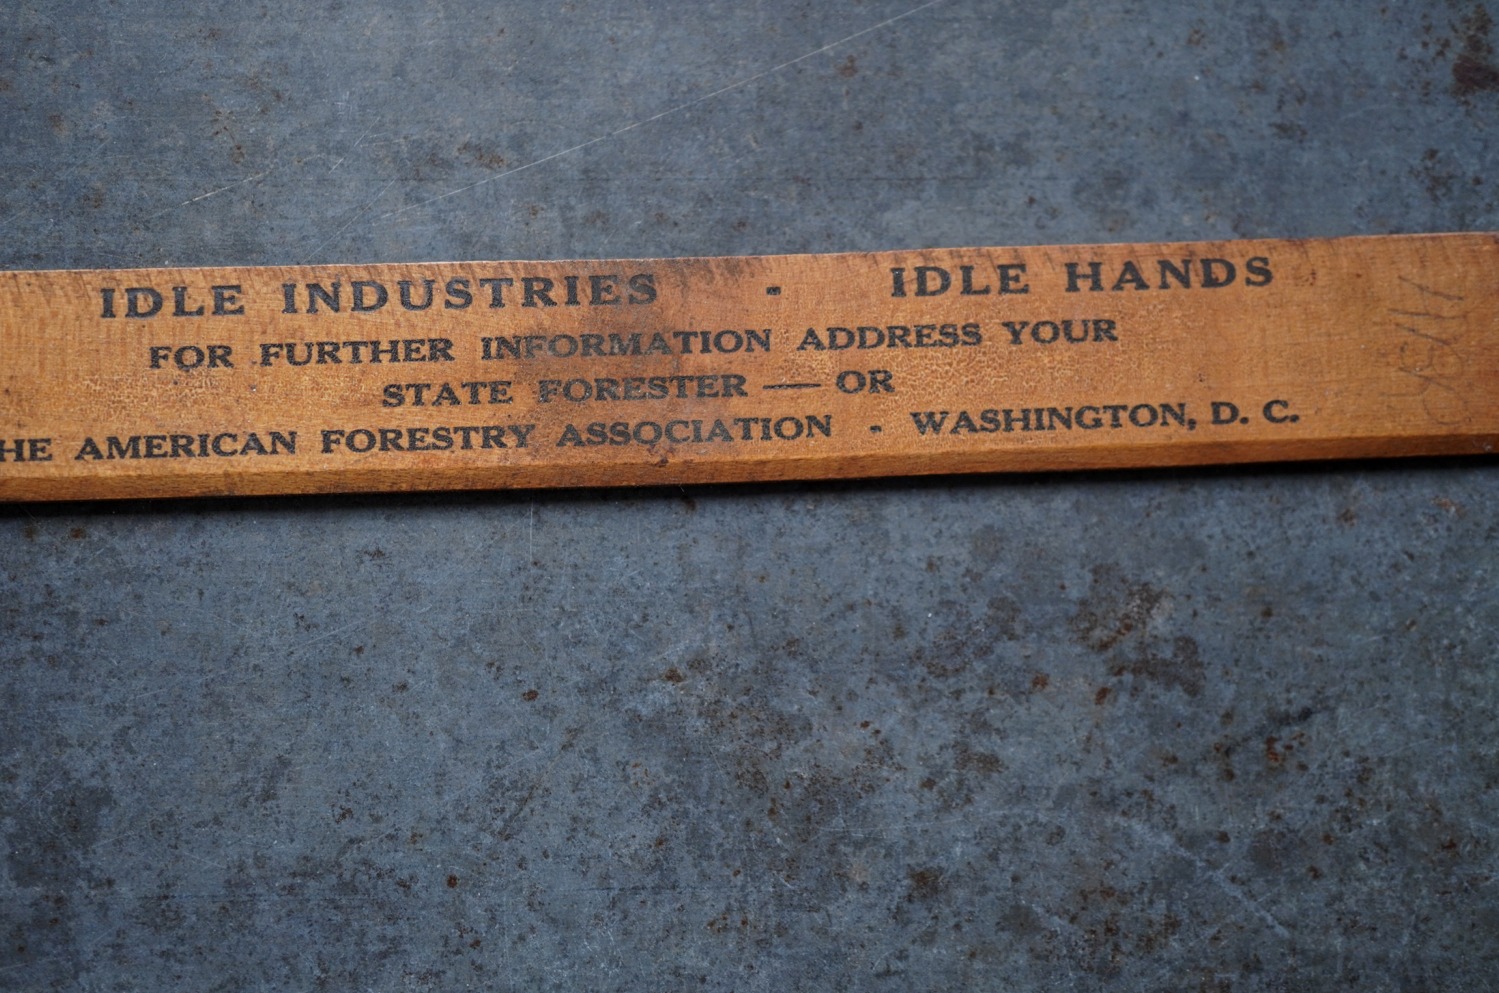 IDLE INDUSTRIES - IDLE HANDS
FOR FURTHER INFORMATION ADDRESS YOUR
STATE FORESTER — OR
HE AMERICAN FORESTRY ASSOCIATION - WASHINGTON, D. C.